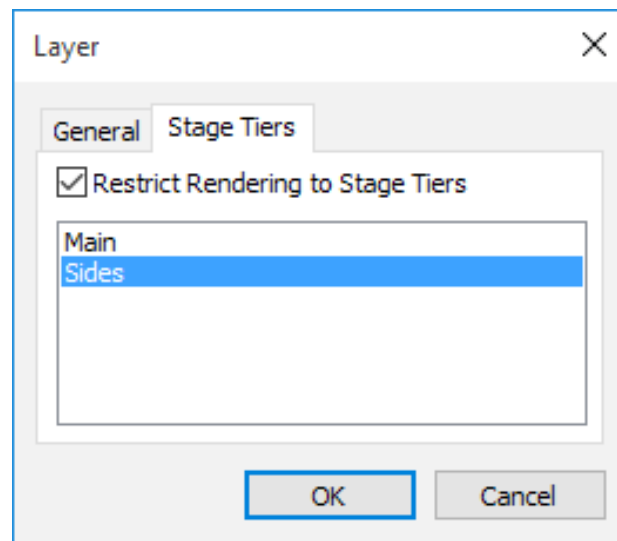 Layer
General Stage Tiers
Restrict Rendering to Stage Tiers
Main
Sides
OK Cancel